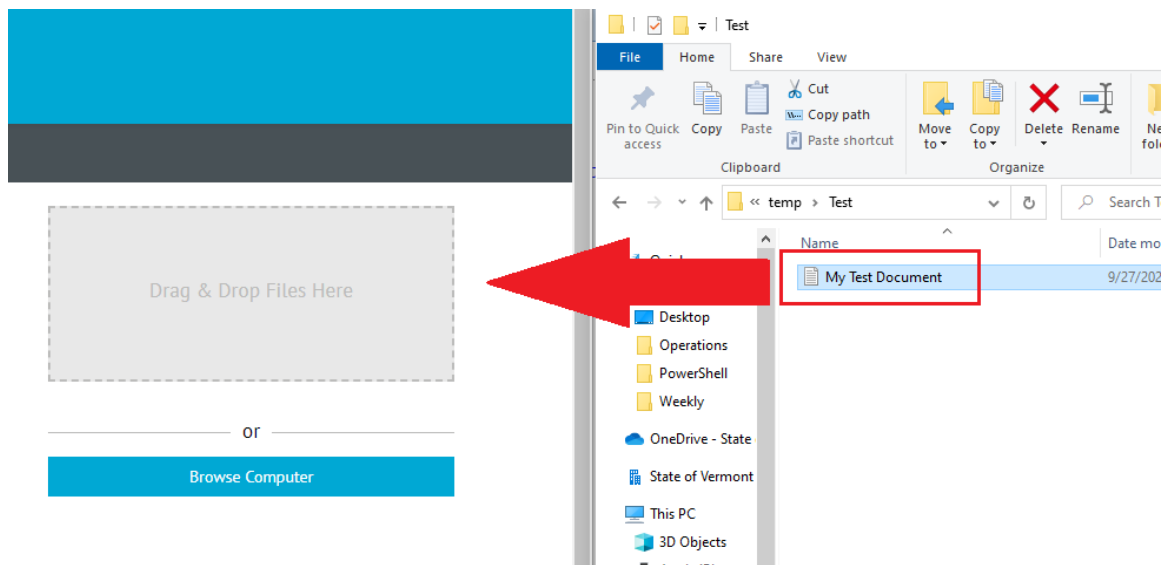 Drag & Drop Files Here
or
Browse Computer
Test
File Home Share View
Pin to Quick access
Copy
Paste
Cut
Copy path
Paste shortcut
Move to
Copy to
Delete
Rename
Clipboard
Organize
« temp › Test
Search
Name
Date
My Test Document
9/27/202
Desktop
Operations
PowerShell
Weekly
OneDrive - State
State of Vermont
This PC
3D Objects